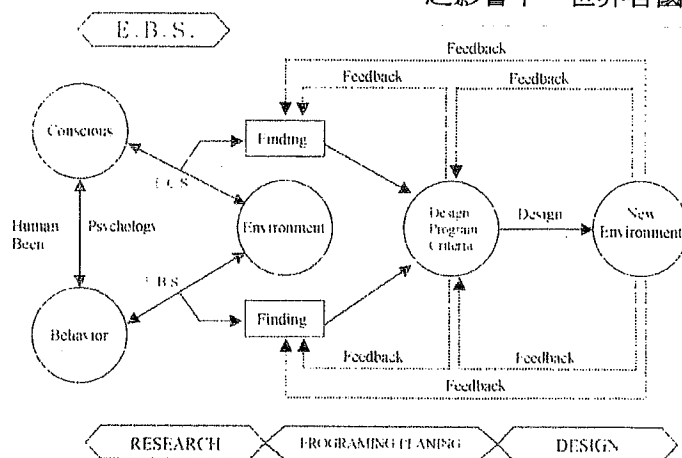 E.B.S.
Feedback
Feedback
Feedback
Conscious
Finding
E C S
Human
Been
Psychology
Environment
Design
Program
Criteria
Design
New
Environment
E B S
Behavior
Finding
Feedback
Feedback
Feedback
RESEARCH
PROGRAMING PLANING
DESIGN